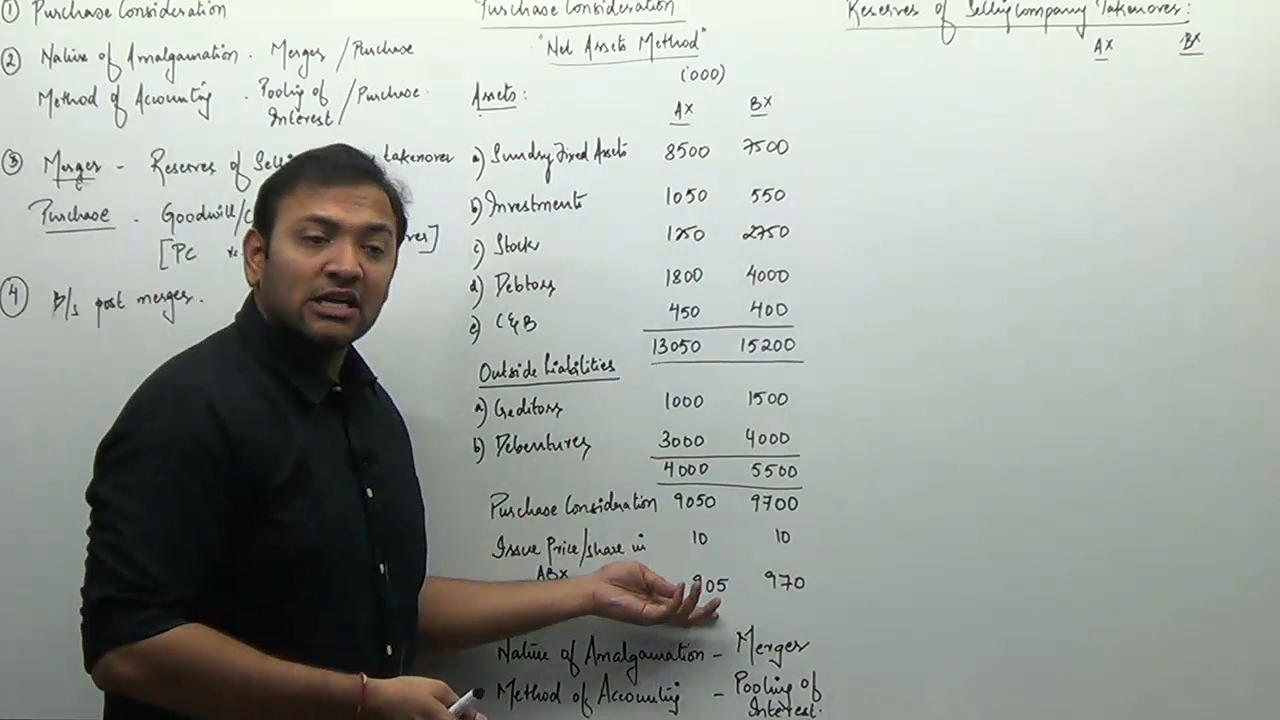 ① Purchase Consideration
② Nature of Amalgamation - Merger / Purchase
Method of Accounting - Pooling of Interest / Purchase
③ Merger - Reserves of takeover
Purchase - Goodwill/
[PC
④ B/s post merger.
Purchase Consideration
"Net Assets Method"
('000)
Assets: AX BX
a) Sundry Fixed Assets 8500 7500
b) Investments 1050 550
c) Stock 1250 2750
d) Debtors 1800 4000
e) C&B 450 400
13050 15200
Outside Liabilities
a) Creditors 1000 1500
b) Debentures 3000 4000
4000 5500
Purchase Consideration 9050 9700
Issue Price/share in 10 10
ABX 905 970
Nature of Amalgamation - Merger
Method of Accounting - Pooling of Interest.
Reserves of Selling Company Takenover:
AX BX